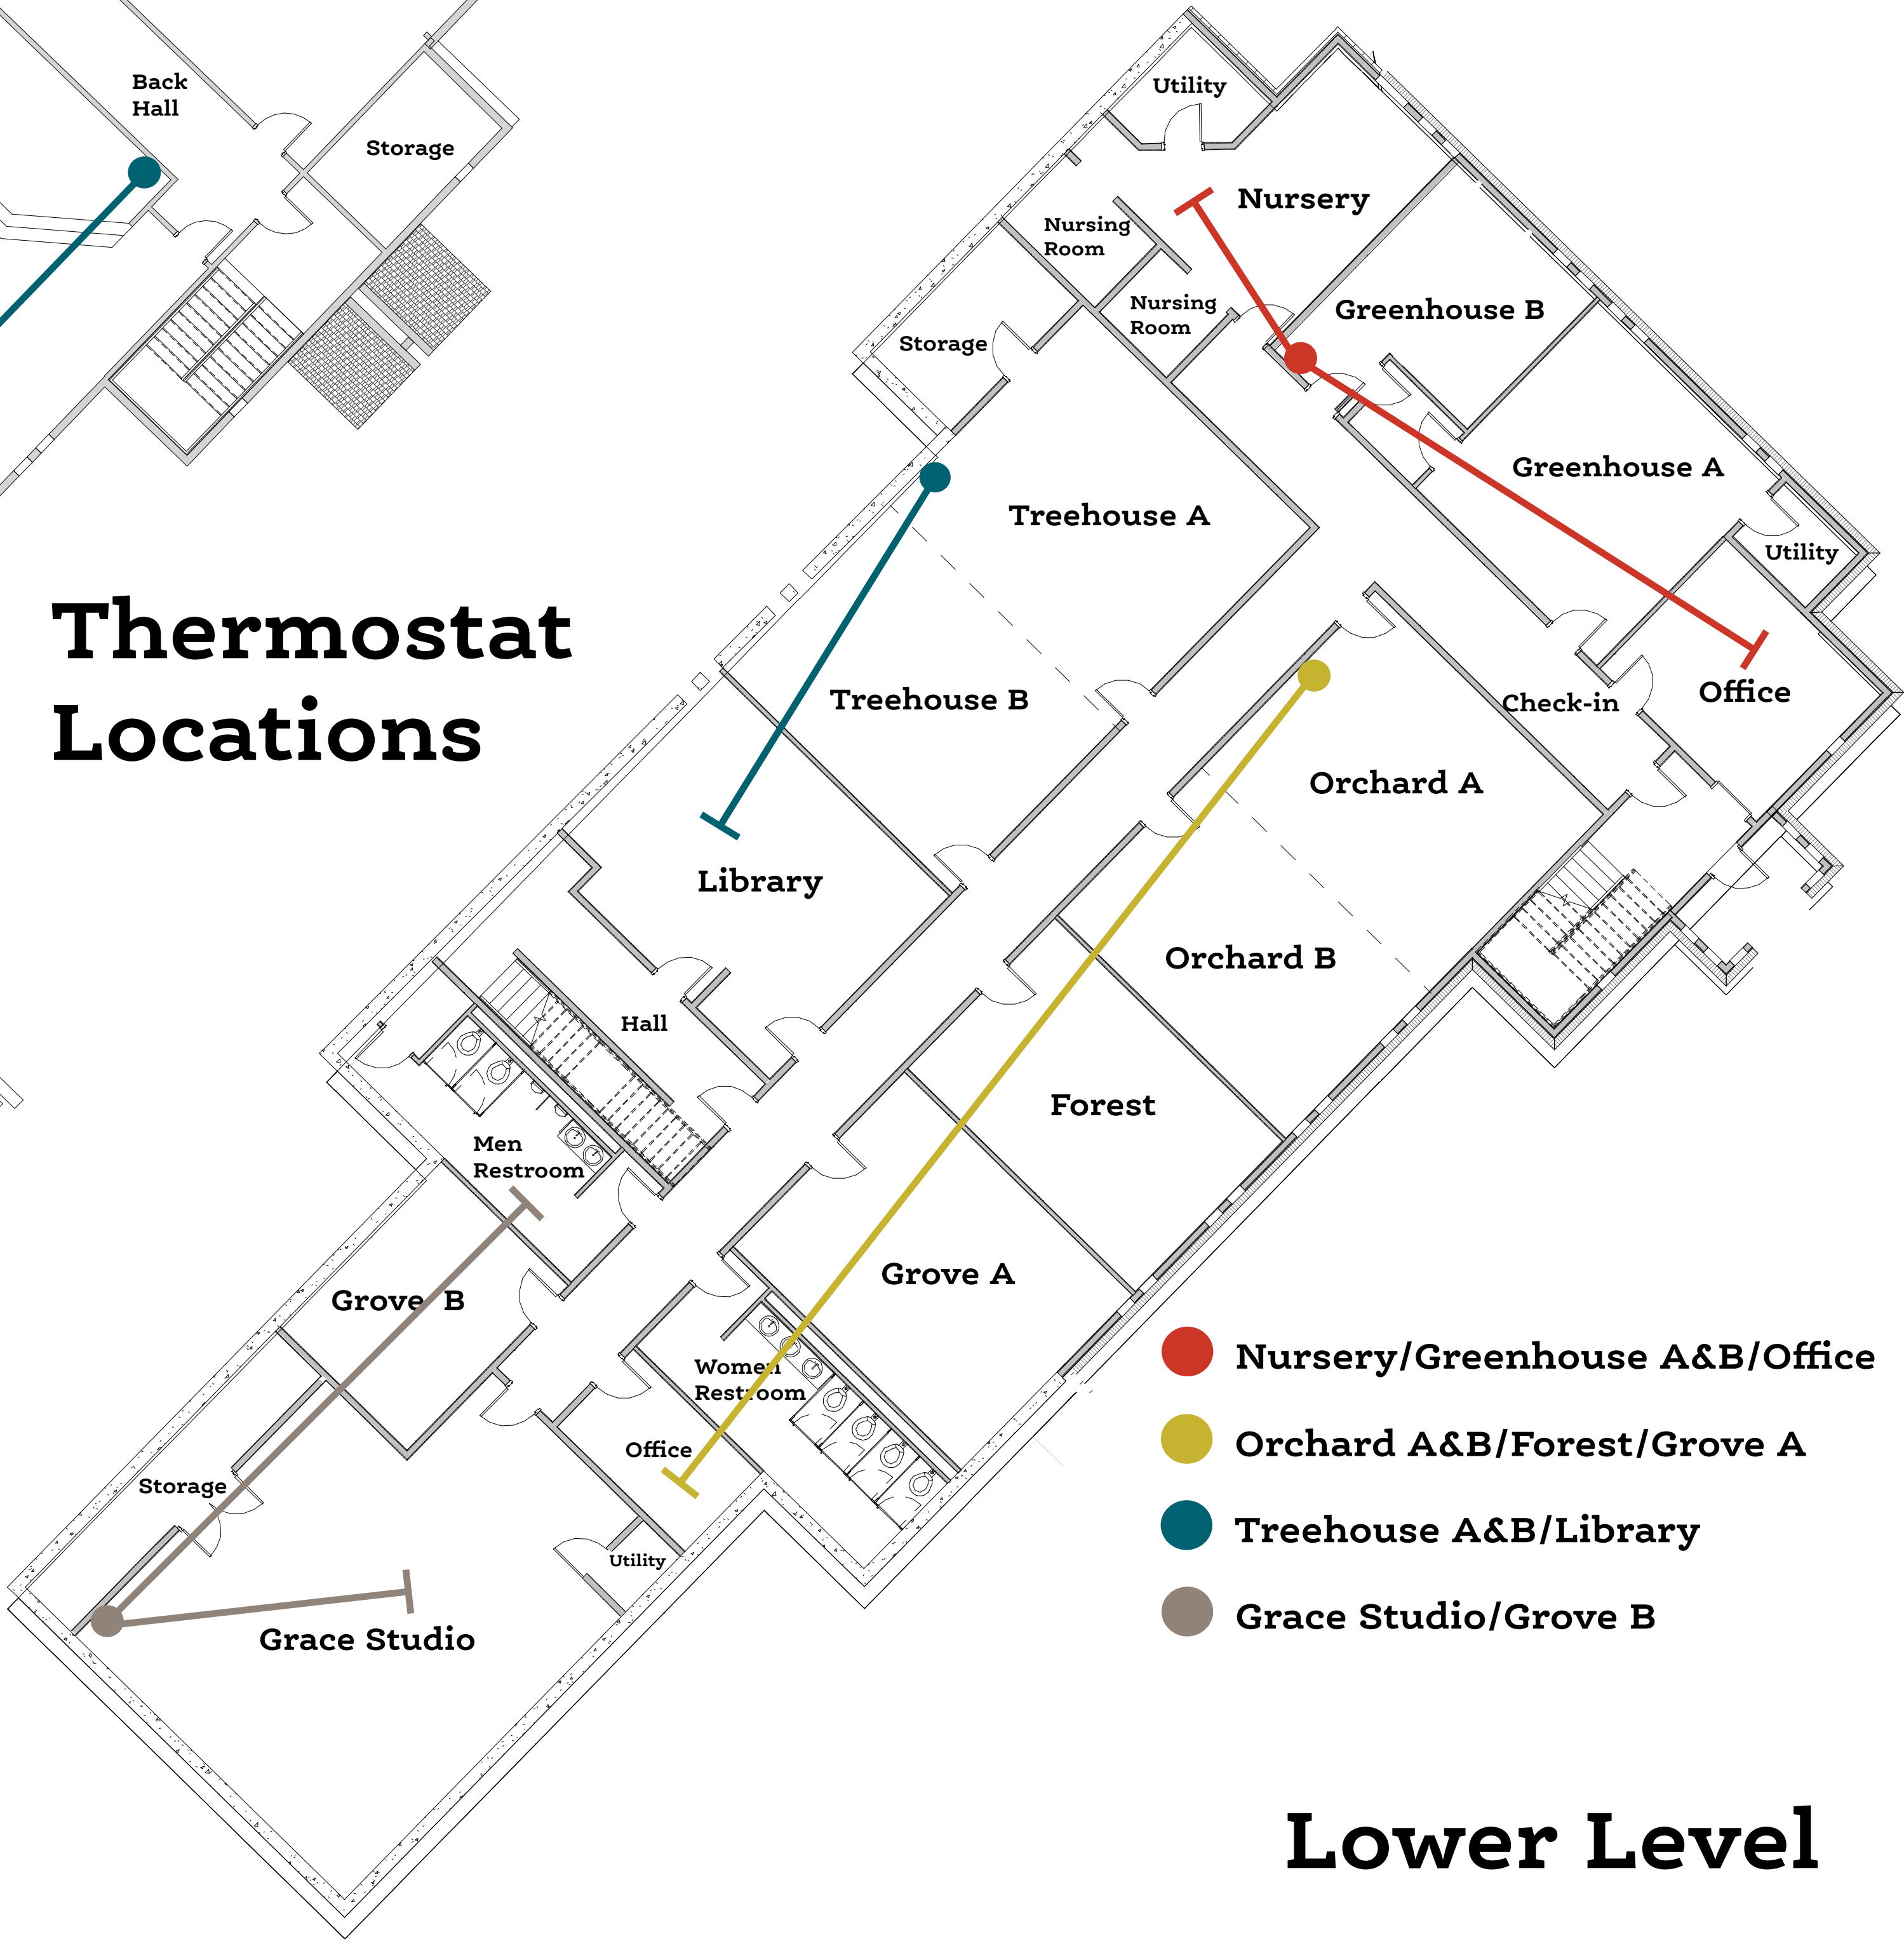 Back
Hall
Storage
Utility
Nursery
Nursing
Room
Nursing
Room
Greenhouse B
Storage
Greenhouse A
Treehouse A
Utility
Thermostat
Locations
Treehouse B
Check-in
Office
Orchard A
Library
Orchard B
Hall
Forest
Men
Restroom
Grove A
Grove B
Women
Restroom
Office
Storage
Utility
Grace Studio
Nursery/Greenhouse A&B/Office
Orchard A&B/Forest/Grove A
Treehouse A&B/Library
Grace Studio/Grove B
Lower Level